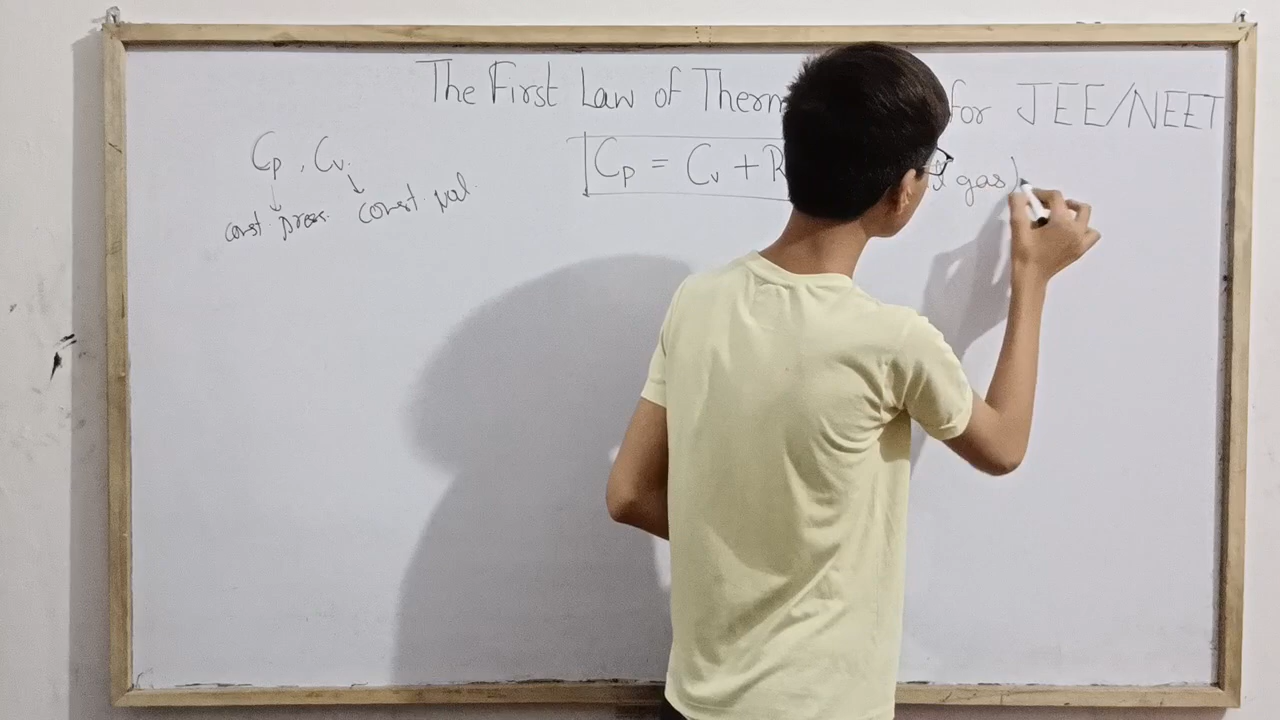 The First Law of Therm for JEE/NEET
Cp, Cv Cp = Cv + R gas)
const. press. const. vol.